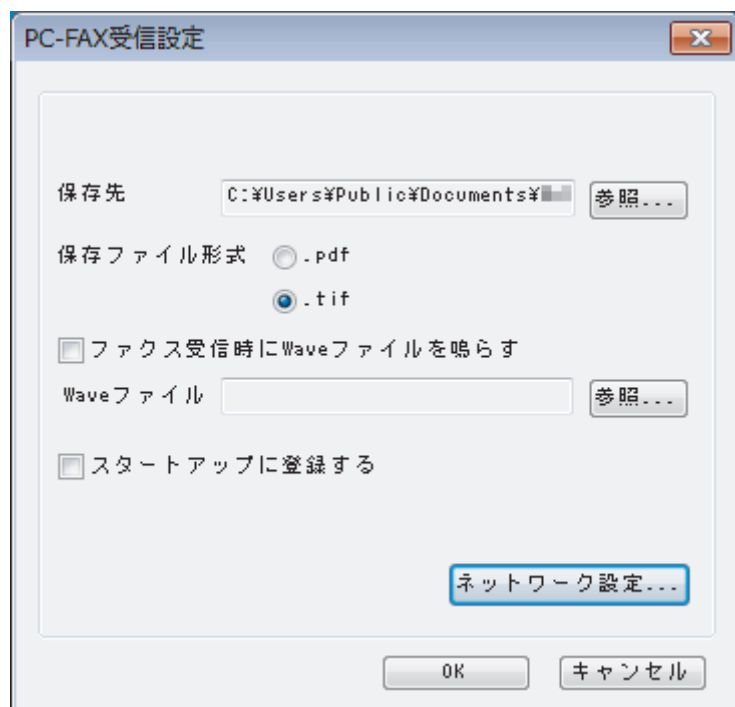 PC-FAX受信設定
保存先 C:¥Users¥Public¥Documents¥ 参照...
保存ファイル形式 .pdf
.tif
ファクス受信時にWaveファイルを鳴らす
Waveファイル 参照...
スタートアップに登録する
ネットワーク設定...
OK キャンセル